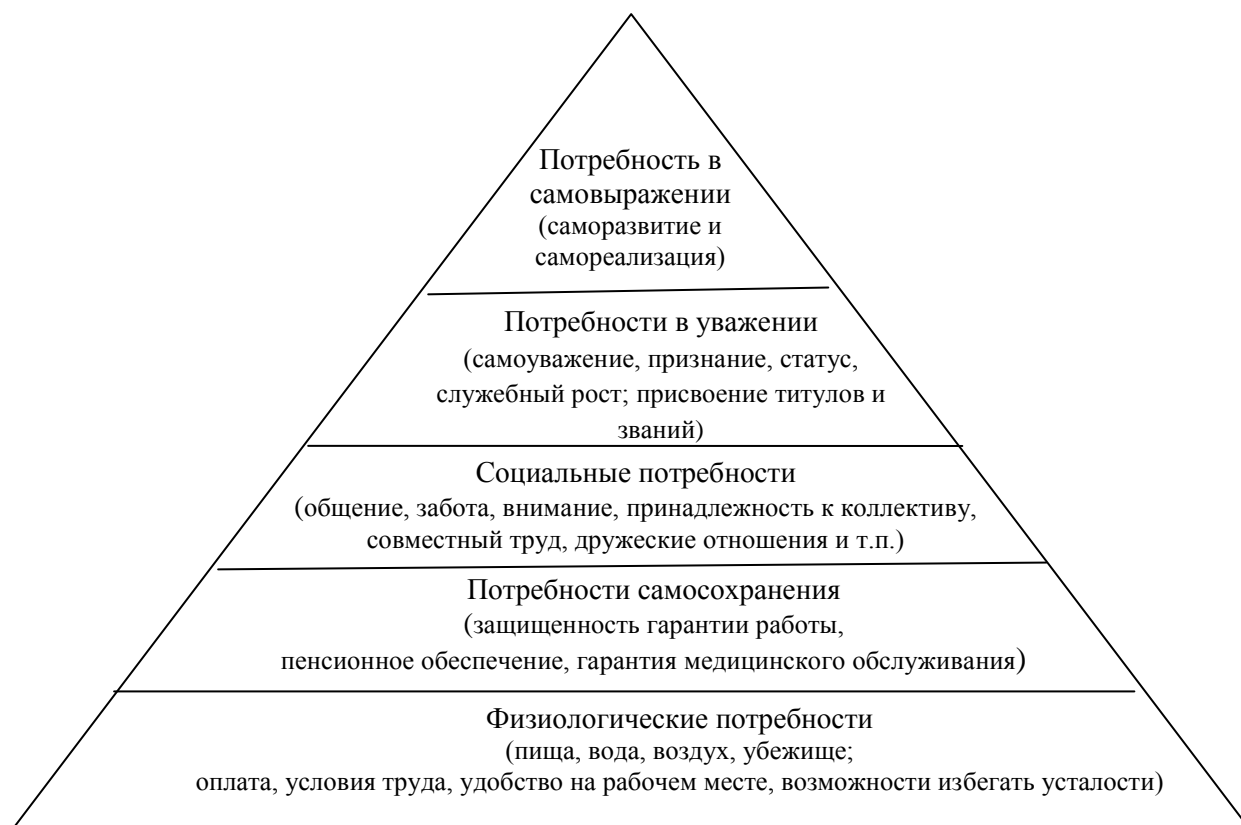 Потребность в
самовыражении
(саморазвитие и
самореализация)
Потребности в уважении
(самоуважение, признание, статус,
служебный рост; присвоение титулов и
званий)
Социальные потребности
(общение, забота, внимание, принадлежность к коллективу,
совместный труд, дружеские отношения и т.п.)
Потребности самосохранения
(защищенность гарантии работы,
пенсионное обеспечение, гарантия медицинского обслуживания)
Физиологические потребности
(пища, вода, воздух, убежище;
оплата, условия труда, удобство на рабочем месте, возможности избегать усталости)